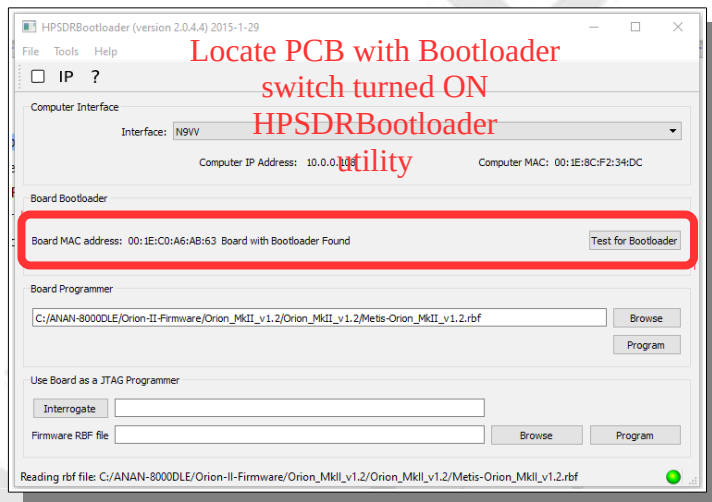 HPSDRBootloader (version 2.0.4.4) 2015-1-29
File Tools Help
Locate PCB with Bootloader
switch turned ON
HPSDRBootloader
utility
IP ?
Computer Interface
Interface: N9VV
Computer IP Address: 10.0.0.108 Computer MAC: 00:1E:8C:F2:34:DC
Board Bootloader
Board MAC address: 00:1E:C0:A6:AB:63 Board with Bootloader Found Test for Bootloader
Board Programmer
C:/ANAN-8000DLE/Orion-II-Firmware/Orion_MkII_v1.2/Orion_MkII_v1.2/Metis-Orion_MkII_v1.2.rbf Browse
Program
Use Board as a JTAG Programmer
Interrogate
Firmware RBF file Browse Program
Reading rbf file: C:/ANAN-8000DLE/Orion-II-Firmware/Orion_MkII_v1.2/Orion_MkII_v1.2/Metis-Orion_MkII_v1.2.rbf